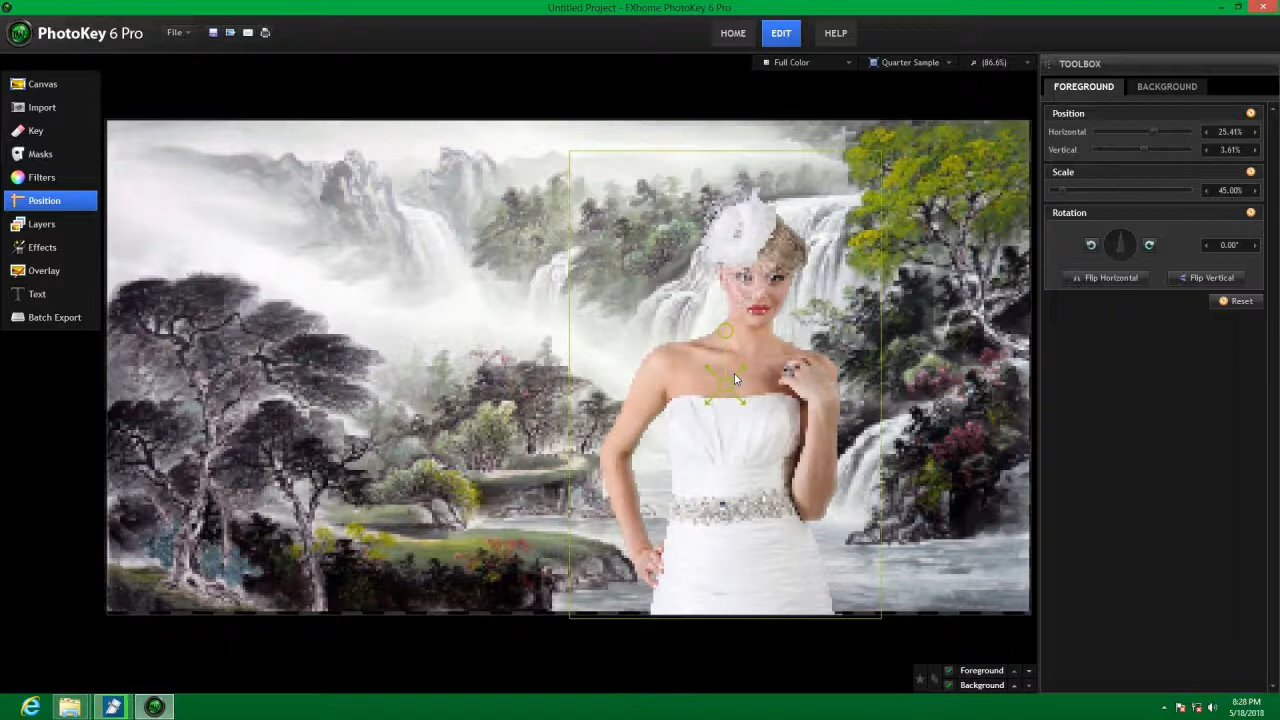 Untitled Project - FXhome PhotoKey 6 Pro
PhotoKey 6 Pro
File
HOME
EDIT
HELP
Full Color
Quarter Sample
(86.6%)
Canvas
Import
Key
Masks
Filters
Position
Layers
Effects
Overlay
Text
Batch Export
TOOLBOX
FOREGROUND
BACKGROUND
Position
Horizontal
25.41%
Vertical
3.61%
Scale
45.00%
Rotation
0.00°
Flip Horizontal
Flip Vertical
Reset
Foreground
Background
8:28 PM
5/18/2018